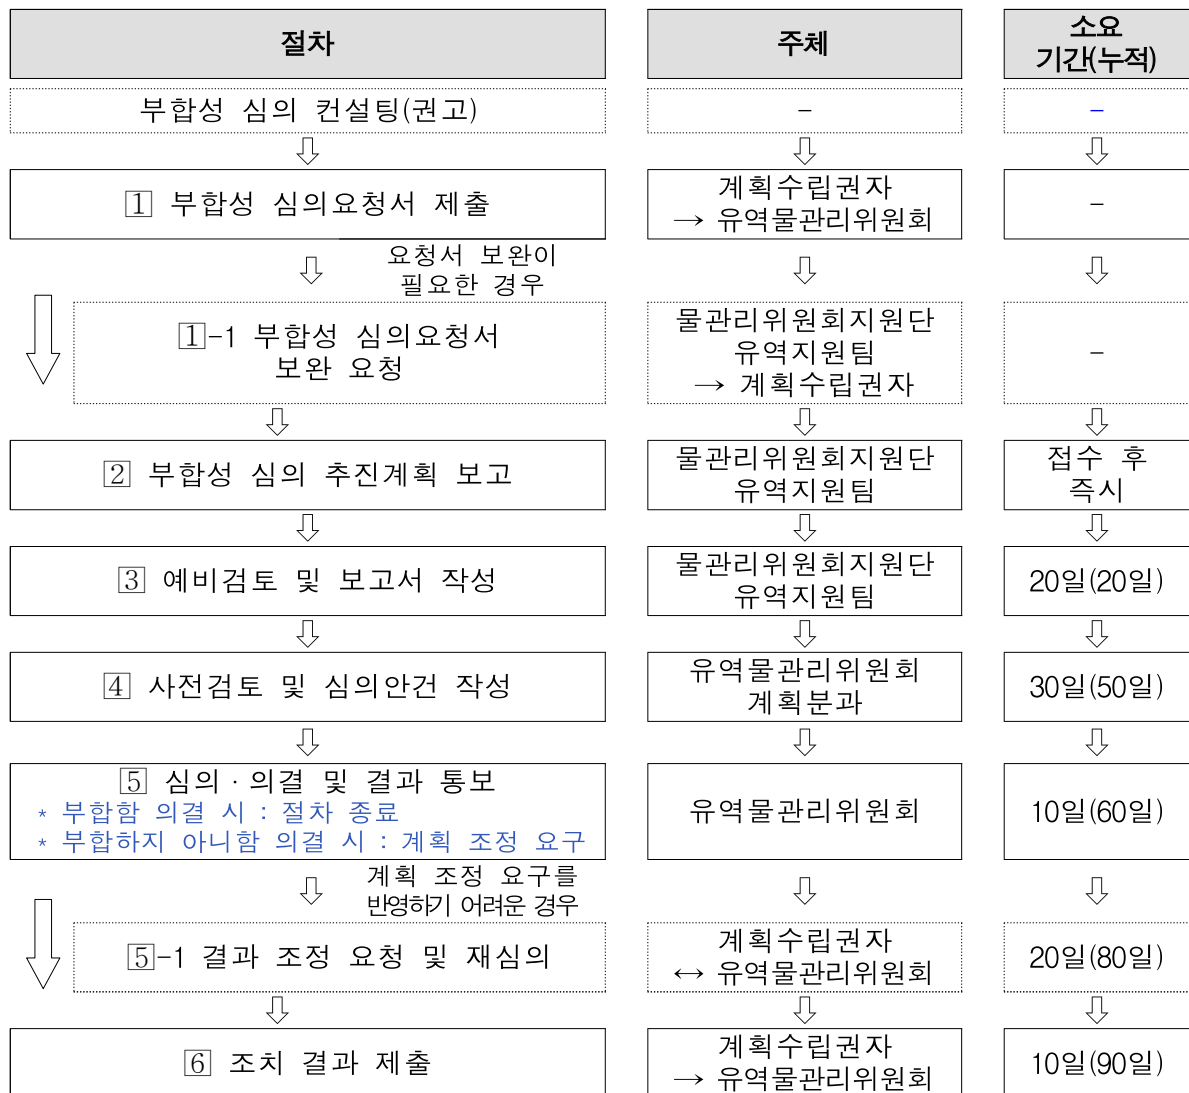 절차
주체
소요
기간(누적)
부합성 심의 컨설팅(권고)
-
-
1 부합성 심의요청서 제출
계획수립권자
→ 유역물관리위원회
-
요청서 보완이
필요한 경우
1-1 부합성 심의요청서
보완 요청
물관리위원회지원단
유역지원팀
→ 계획수립권자
-
2 부합성 심의 추진계획 보고
물관리위원회지원단
유역지원팀
접수 후
즉시
3 예비검토 및 보고서 작성
물관리위원회지원단
유역지원팀
20일(20일)
4 사전검토 및 심의안건 작성
유역물관리위원회
계획분과
30일(50일)
5 심의·의결 및 결과 통보
* 부합함 의결 시 : 절차 종료
* 부합하지 아니함 의결 시 : 계획 조정 요구
유역물관리위원회
10일(60일)
계획 조정 요구를
반영하기 어려운 경우
5-1 결과 조정 요청 및 재심의
계획수립권자
↔ 유역물관리위원회
20일(80일)
6 조치 결과 제출
계획수립권자
→ 유역물관리위원회
10일(90일)